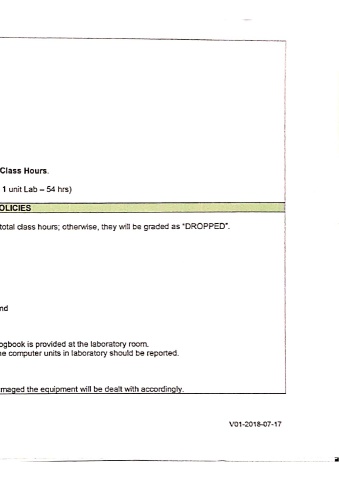 Class Hours.
1 unit Lab – 54 hrs)
OLICIES
total class hours; otherwise, they will be graded as "DROPPED".
nd
ogbook is provided at the laboratory room.
ne computer units in laboratory should be reported.
maged the equipment will be dealt with accordingly.
V01-2018-07-17